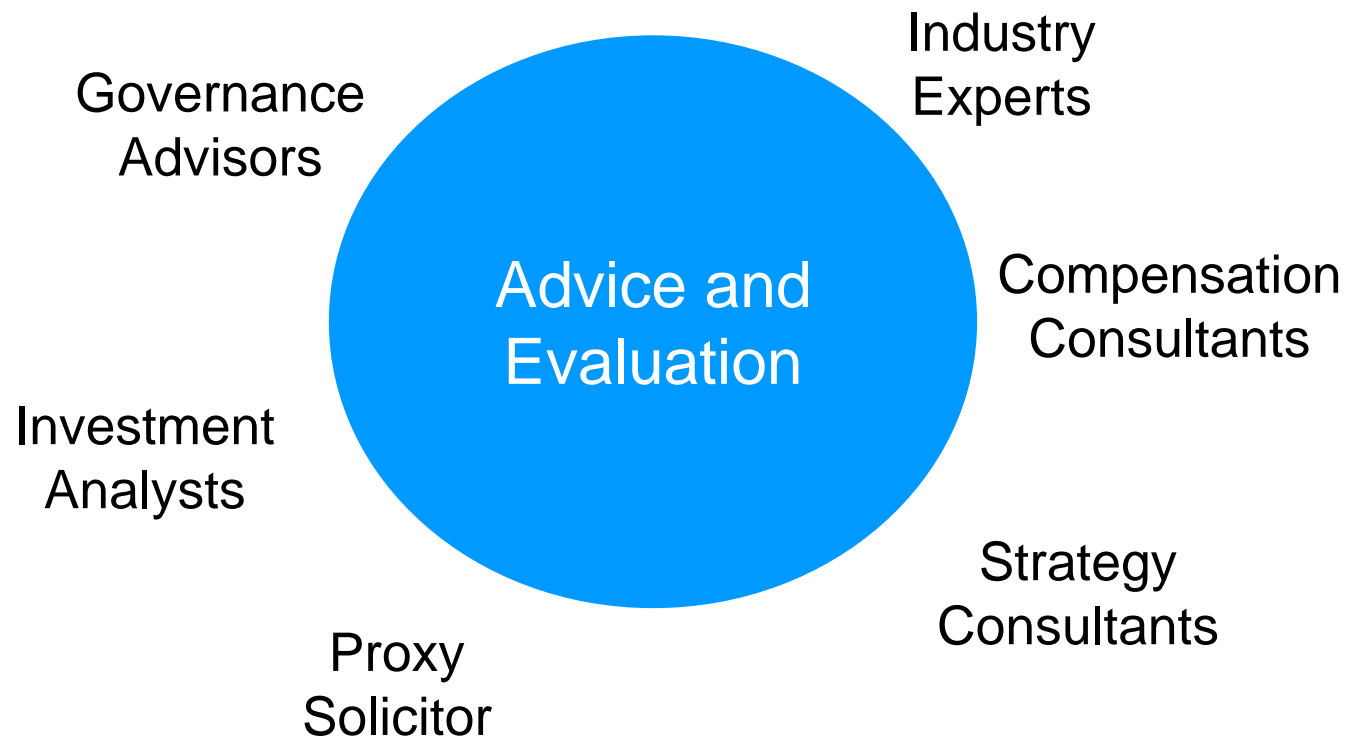 Industry
Experts
Governance
Advisors
Advice and
Evaluation
Compensation
Consultants
Investment
Analysts
Strategy
Consultants
Proxy
Solicitor